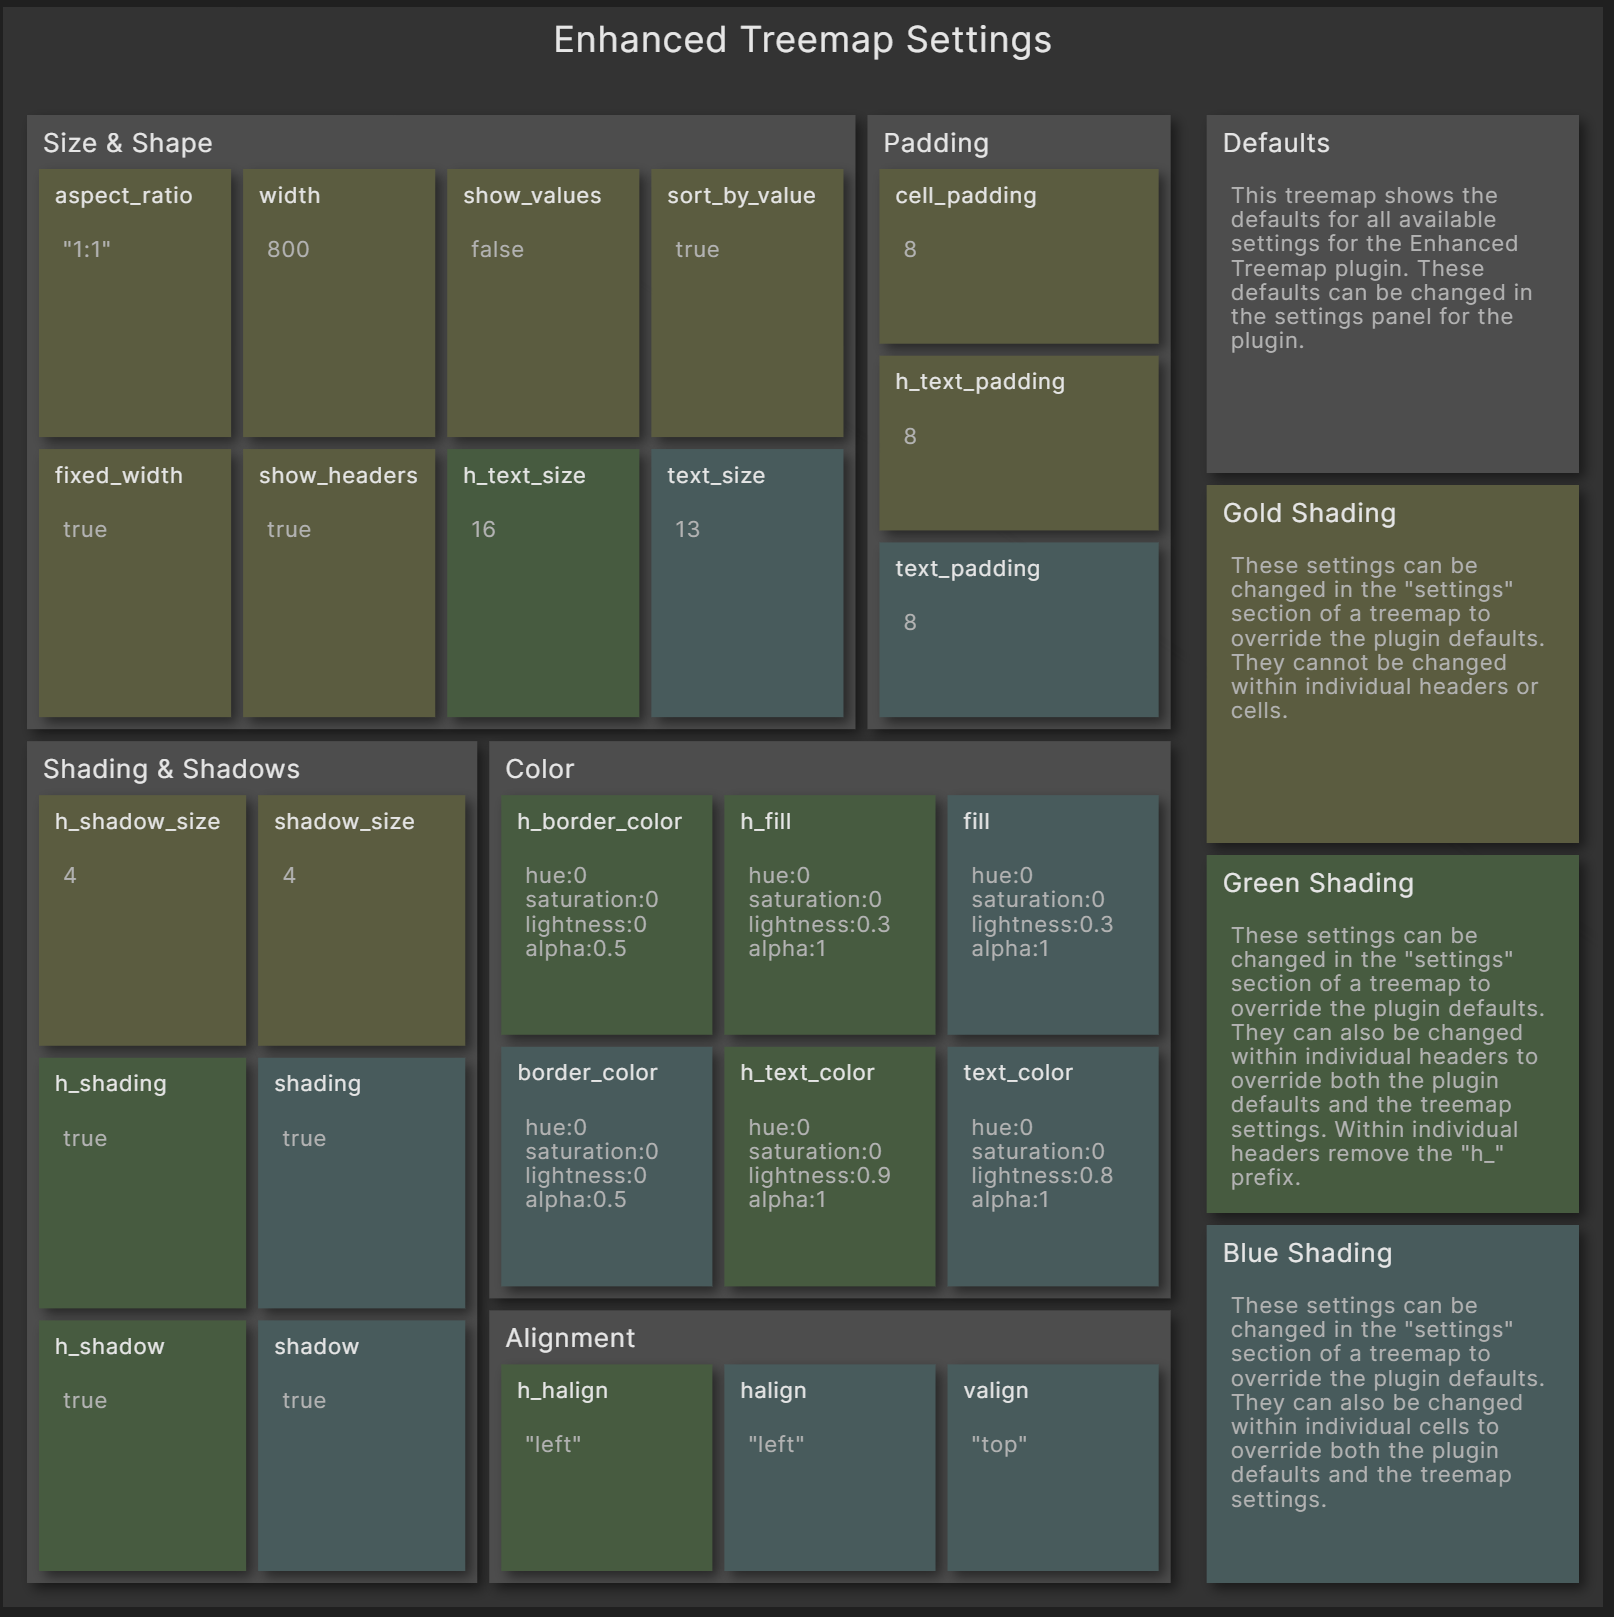 Enhanced Treemap Settings
Size & Shape
aspect_ratio
"1:1"
width
800
show_values
false
sort_by_value
true
fixed_width
true
show_headers
true
h_text_size
16
text_size
13
Padding
cell_padding
8
h_text_padding
8
text_padding
8
Shading & Shadows
h_shadow_size
4
shadow_size
4
h_shading
true
shading
true
h_shadow
true
shadow
true
Color
h_border_color
hue:0
saturation:0
lightness:0
alpha:0.5
h_fill
hue:0
saturation:0
lightness:0.3
alpha:1
fill
hue:0
saturation:0
lightness:0.3
alpha:1
border_color
hue:0
saturation:0
lightness:0
alpha:0.5
h_text_color
hue:0
saturation:0
lightness:0.9
alpha:1
text_color
hue:0
saturation:0
lightness:0.8
alpha:1
Alignment
h_halign
"left"
halign
"left"
valign
"top"
Defaults
This treemap shows the
defaults for all available
settings for the Enhanced
Treemap plugin. These
defaults can be changed in
the settings panel for the
plugin.
Gold Shading
These settings can be
changed in the "settings"
section of a treemap to
override the plugin defaults.
They cannot be changed
within individual headers or
cells.
Green Shading
These settings can be
changed in the "settings"
section of a treemap to
override the plugin defaults.
They can also be changed
within individual headers to
override both the plugin
defaults and the treemap
settings. Within individual
headers remove the "h_"
prefix.
Blue Shading
These settings can be
changed in the "settings"
section of a treemap to
override the plugin defaults.
They can also be changed
within individual cells to
override both the plugin
defaults and the treemap
settings.